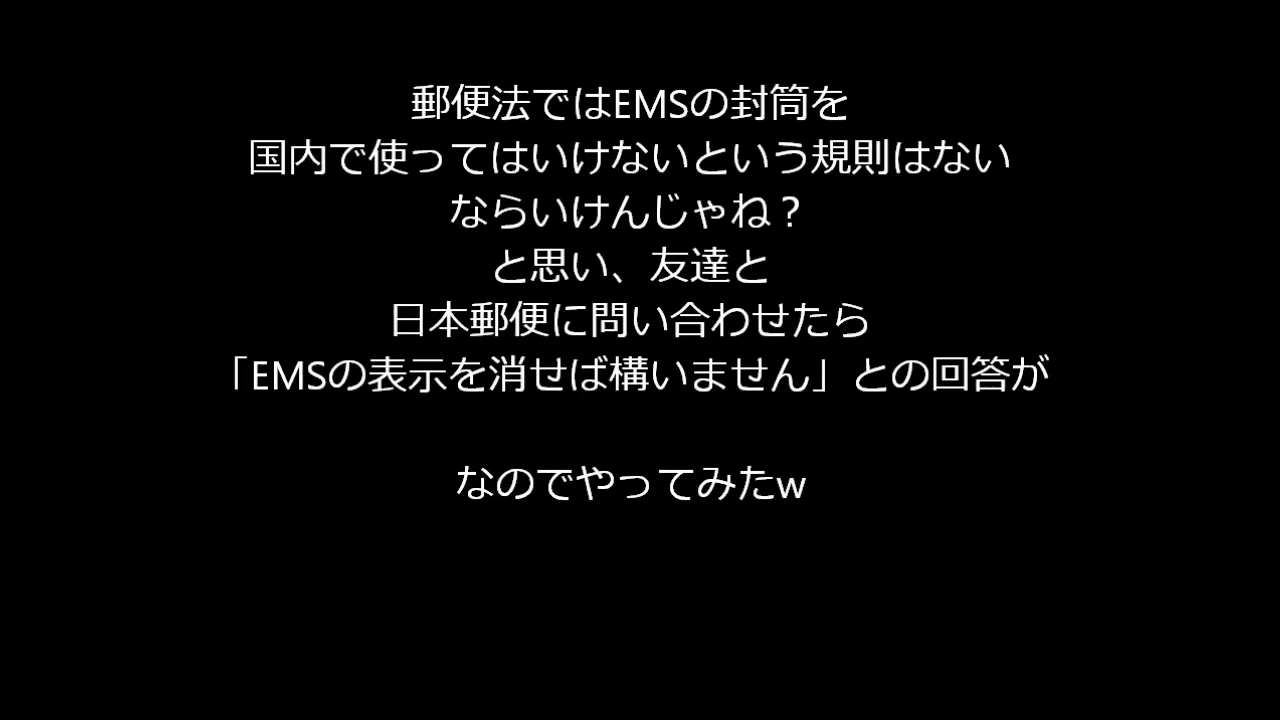 郵便法ではEMSの封筒を
国内で使ってはいけないという規則はない
ならいけんじゃね？
と思い、友達と
日本郵便に問い合わせたら
「EMSの表示を消せば構いません」との回答が
なのでやってみたw